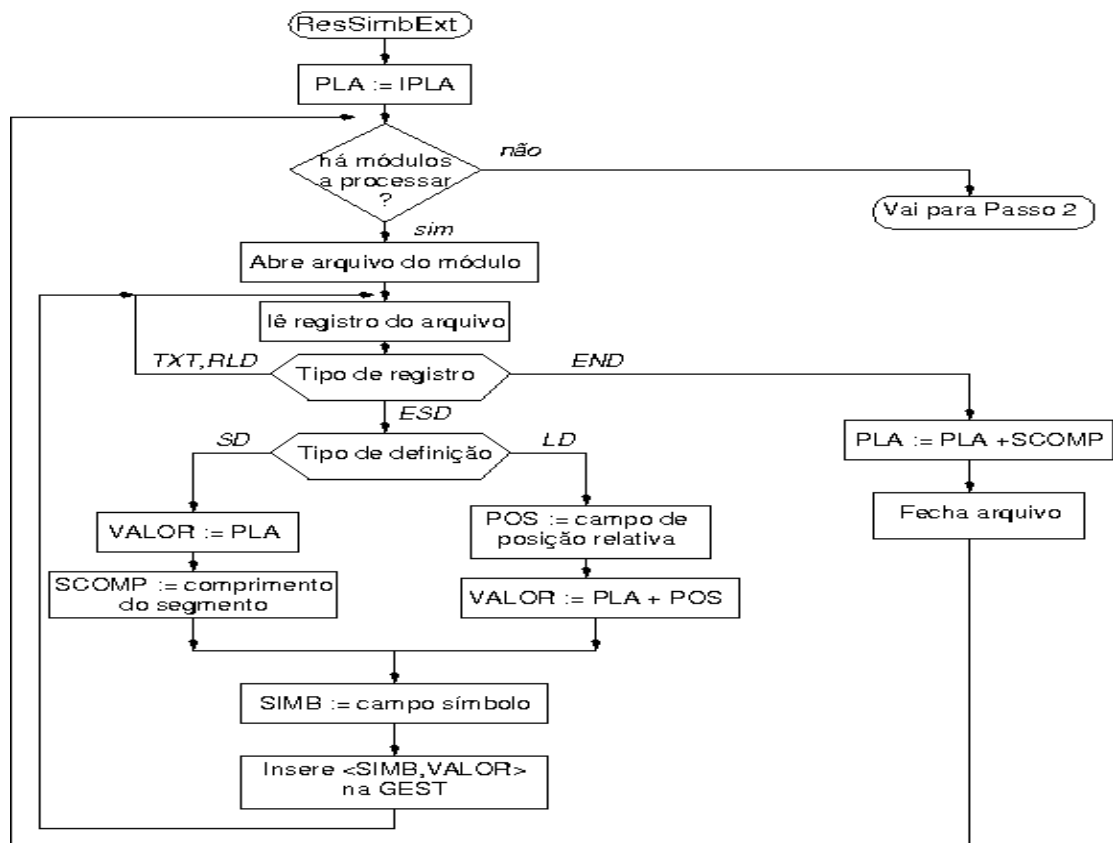 ResSimbExt
PLA := IPLA
há módulos
a processar
?
não
Vai para Passo 2
sim
Abre arquivo do módulo
lê registro do arquivo
TXT,RLD
Tipo de registro
END
ESD
SD
Tipo de definição
LD
PLA := PLA +SCOMP
Fecha arquivo
VALOR := PLA
POS := campo de
posição relativa
SCOMP := comprimento
do segmento
VALOR := PLA + POS
SIMB := campo símbolo
Insere <SIMB,VALOR>
na GEST